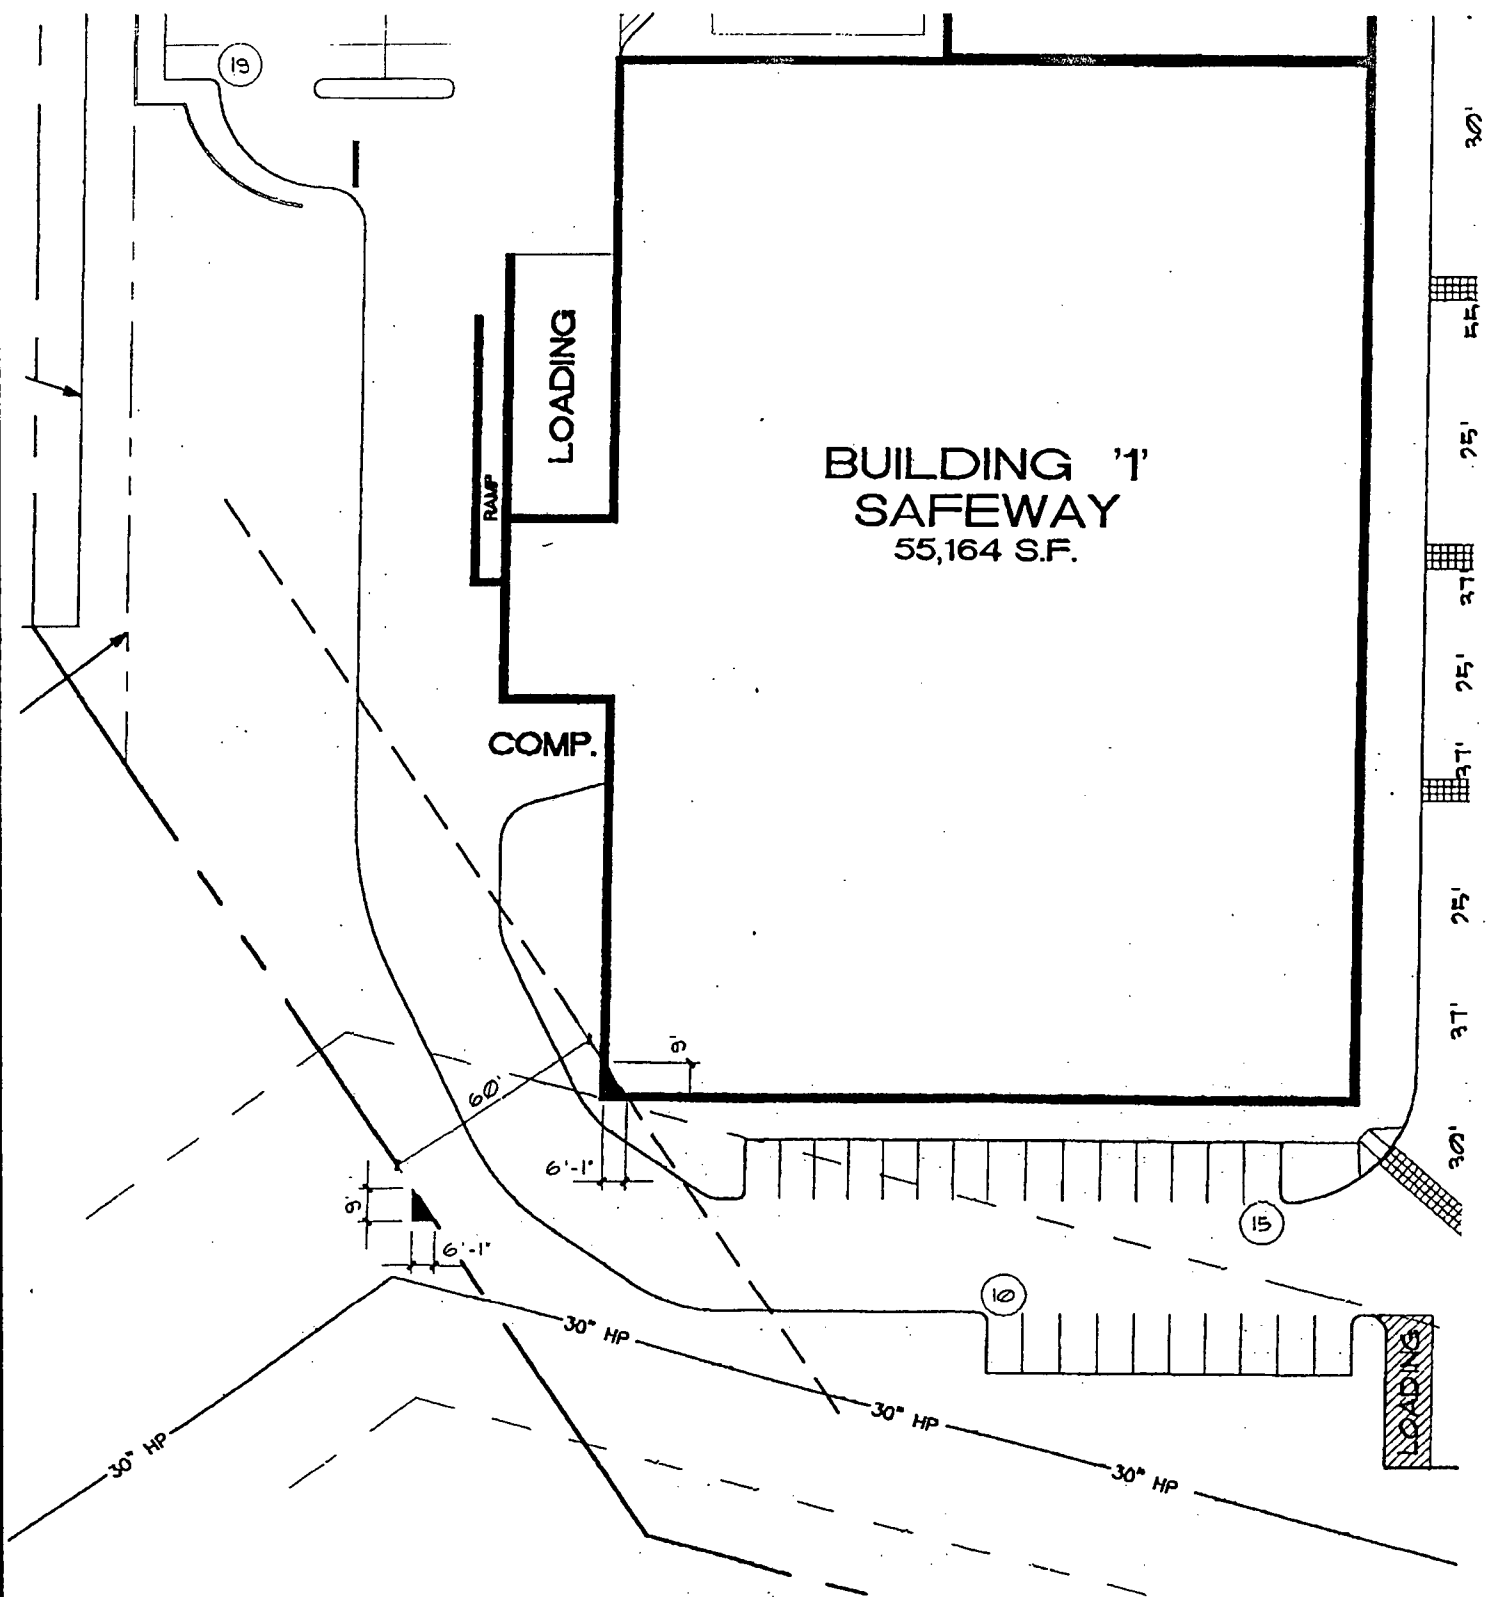 19
30'
55'
LOADING
25'
BUILDING '1'
SAFEWAY
55,164 S.F.
RAMP
37'
25'
COMP.
37'
25'
37'
9'
60'
30'
6'-1"
9'
15
6'-1"
10
30" HP
LOADING
30" HP
30" HP
30" HP